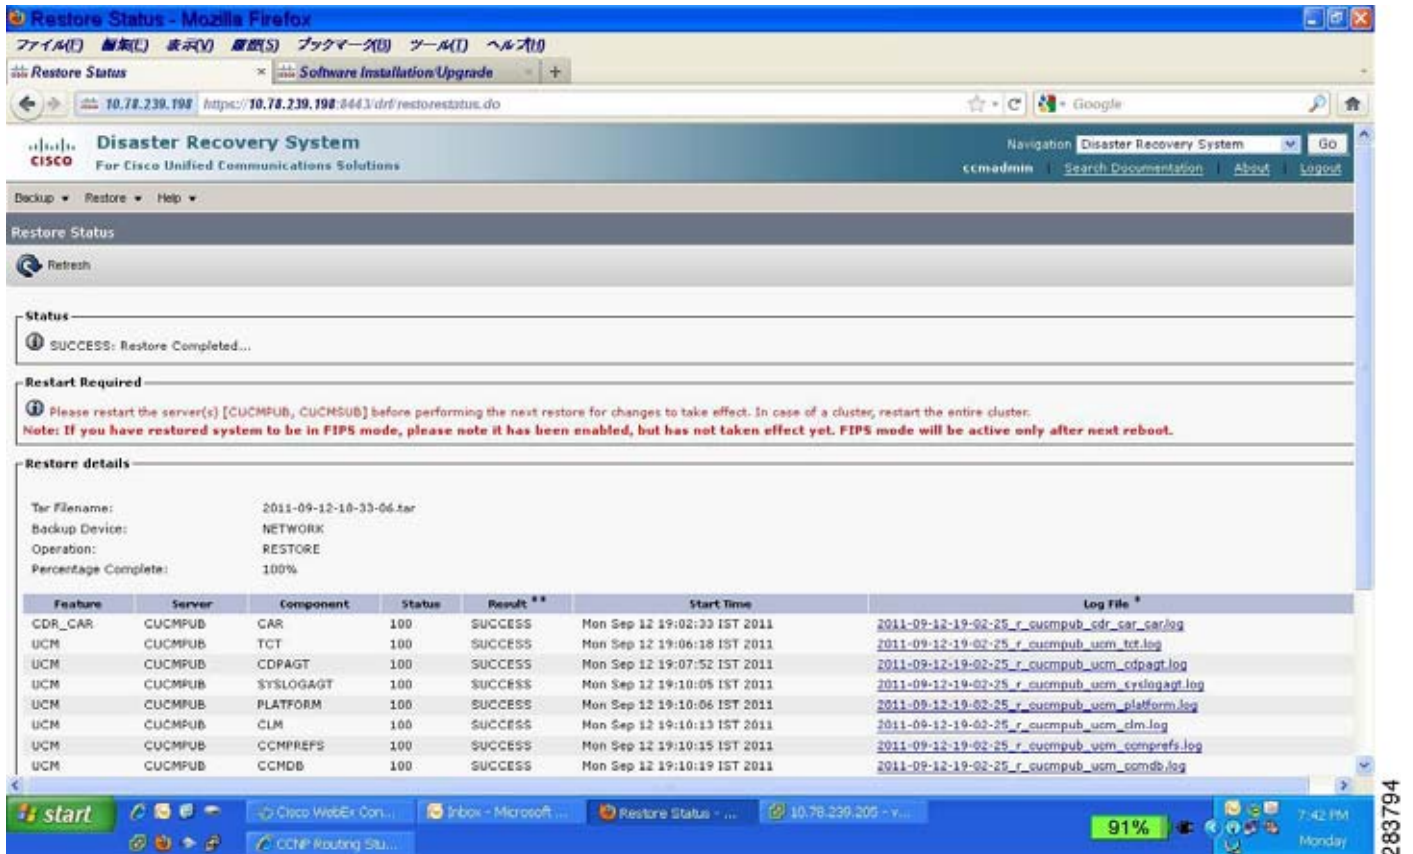 Restore Status - Mozilla Firefox
ファイル(F) 編集(E) 表示(V) 履歴(S) ブックマーク(B) ツール(T) ヘルプ(H)
Restore Status × Software Installation/Upgrade +
10.78.239.198 https://10.78.239.198:8443/drf/restorestatus.do Google
CISCO
Disaster Recovery System
For Cisco Unified Communications Solutions
Navigation Disaster Recovery System Go
ccmadmin Search Documentation About Logout
Backup Restore Help
Restore Status
Refresh
Status
SUCCESS: Restore Completed...
Restart Required
Please restart the server(s) [CUCMPUB, CUCMSUB] before performing the next restore for changes to take effect. In case of a cluster, restart the entire cluster.
Note: If you have restored system to be in FIPS mode, please note it has been enabled, but has not taken effect yet. FIPS mode will be active only after next reboot.
Restore details
Tar Filename: 2011-09-12-18-33-06.tar
Backup Device: NETWORK
Operation: RESTORE
Percentage Complete: 100%
Feature Server Component Status Result ** Start Time Log File *
CDR_CAR CUCMPUB CAR 100 SUCCESS Mon Sep 12 19:02:33 IST 2011 2011-09-12-19-02-25_r_cucmpub_cdr_car_car.log
UCM CUCMPUB TCT 100 SUCCESS Mon Sep 12 19:06:18 IST 2011 2011-09-12-19-02-25_r_cucmpub_ucm_tct.log
UCM CUCMPUB CDPAGT 100 SUCCESS Mon Sep 12 19:07:52 IST 2011 2011-09-12-19-02-25_r_cucmpub_ucm_cdpagt.log
UCM CUCMPUB SYSLOGAGT 100 SUCCESS Mon Sep 12 19:10:05 IST 2011 2011-09-12-19-02-25_r_cucmpub_ucm_syslogagt.log
UCM CUCMPUB PLATFORM 100 SUCCESS Mon Sep 12 19:10:06 IST 2011 2011-09-12-19-02-25_r_cucmpub_ucm_platform.log
UCM CUCMPUB CLM 100 SUCCESS Mon Sep 12 19:10:13 IST 2011 2011-09-12-19-02-25_r_cucmpub_ucm_clm.log
UCM CUCMPUB CCMPREFS 100 SUCCESS Mon Sep 12 19:10:15 IST 2011 2011-09-12-19-02-25_r_cucmpub_ucm_ccmprefs.log
UCM CUCMPUB CCMDB 100 SUCCESS Mon Sep 12 19:10:19 IST 2011 2011-09-12-19-02-25_r_cucmpub_ucm_ccmdb.log
start Cisco WebEx Con... Inbox - Microsoft ... Restore Status - ... 10.78.239.205 - v... 91% 7:42 PM
CCNP Routing Stu... Monday
283794